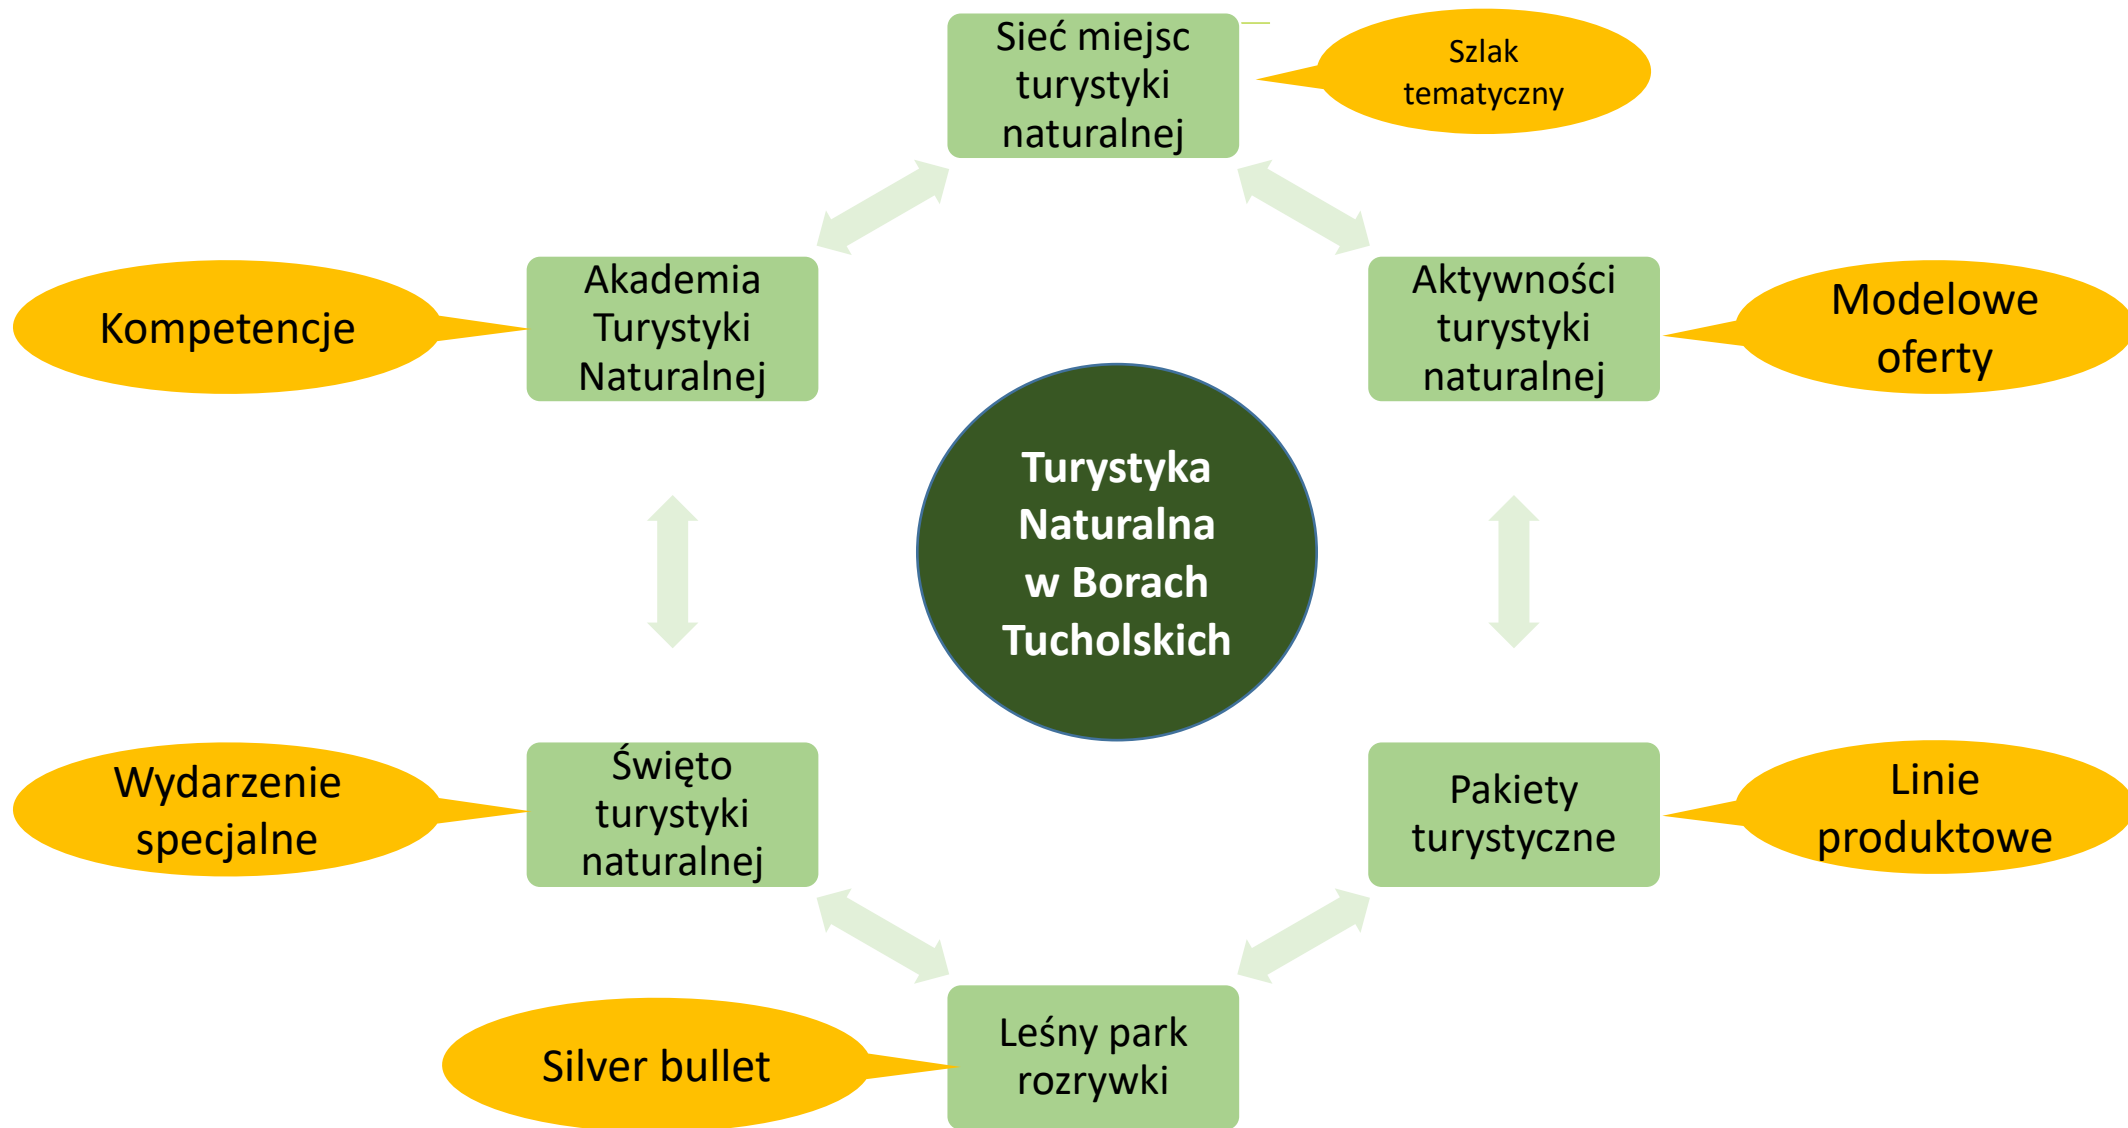 Sieć miejsc
turystyki
naturalnej
Szlak
tematyczny
Kompetencje
Akademia
Turystyki
Naturalnej
Aktywności
turystyki
naturalnej
Modelowe
oferty
Turystyka
Naturalna
w Borach
Tucholskich
Wydarzenie
specjalne
Święto
turystyki
naturalnej
Pakiety
turystyczne
Linie
produktowe
Silver bullet
Leśny park
rozrywki